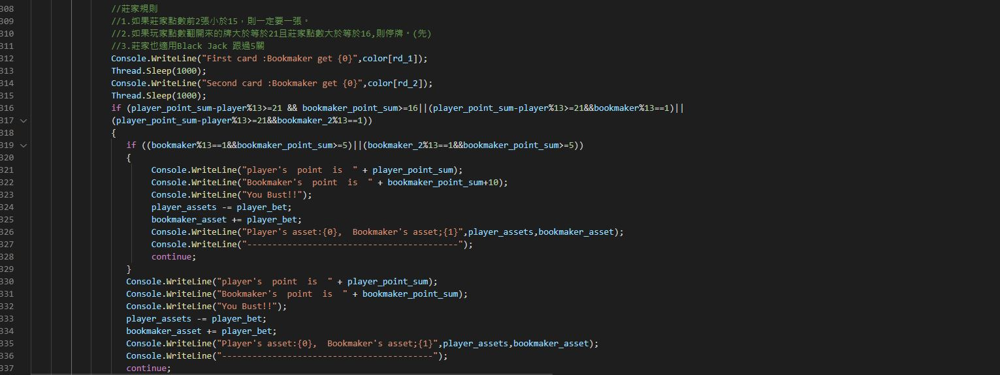 308 //莊家規則
309 //1.如果莊家點數前2張小於15，則一定要一張。
310 //2.如果玩家點數翻開來的牌大於等於21且莊家點數大於等於16,則停牌。(先)
311 //3.莊家也適用Black Jack 跟過5關
312 Console.WriteLine("First card :Bookmaker get {0}",color[rd_1]);
313 Thread.Sleep(1000);
314 Console.WriteLine("Second card :Bookmaker get {0}",color[rd_2]);
315 Thread.Sleep(1000);
316 if (player_point_sum-player%13>=21 && bookmaker_point_sum>=16||(player_point_sum-player%13>=21&&bookmaker%13==1)||
317 (player_point_sum-player%13>=21&&bookmaker_2%13==1))
318 {
319 if ((bookmaker%13==1&&bookmaker_point_sum>=5)||(bookmaker_2%13==1&&bookmaker_point_sum>=5))
320 {
321 Console.WriteLine("player's  point  is  " + player_point_sum);
322 Console.WriteLine("Bookmaker's  point  is  " + bookmaker_point_sum+10);
323 Console.WriteLine("You Bust!!");
324 player_assets -= player_bet;
325 bookmaker_asset += player_bet;
326 Console.WriteLine("Player's asset:{0},  Bookmaker's asset;{1}",player_assets,bookmaker_asset);
327 Console.WriteLine("------------------------------------------");
328 continue;
329 }
330 Console.WriteLine("player's  point  is  " + player_point_sum);
331 Console.WriteLine("Bookmaker's  point  is  " + bookmaker_point_sum);
332 Console.WriteLine("You Bust!!");
333 player_assets -= player_bet;
334 bookmaker_asset += player_bet;
335 Console.WriteLine("Player's asset:{0},  Bookmaker's asset;{1}",player_assets,bookmaker_asset);
336 Console.WriteLine("------------------------------------------");
337 continue;